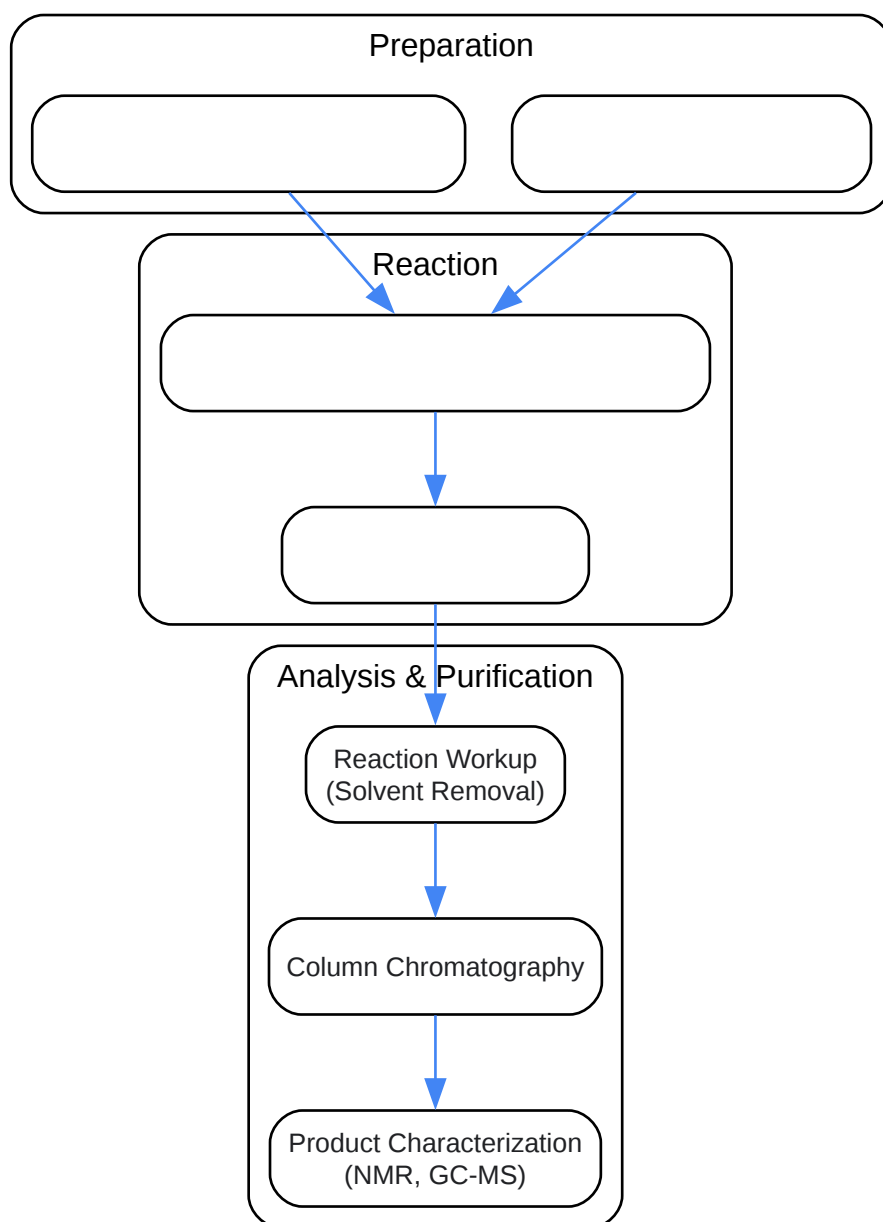 Preparation
Reaction
Analysis & Purification
Reaction Workup
(Solvent Removal)
Column Chromatography
Product Characterization
(NMR, GC-MS)